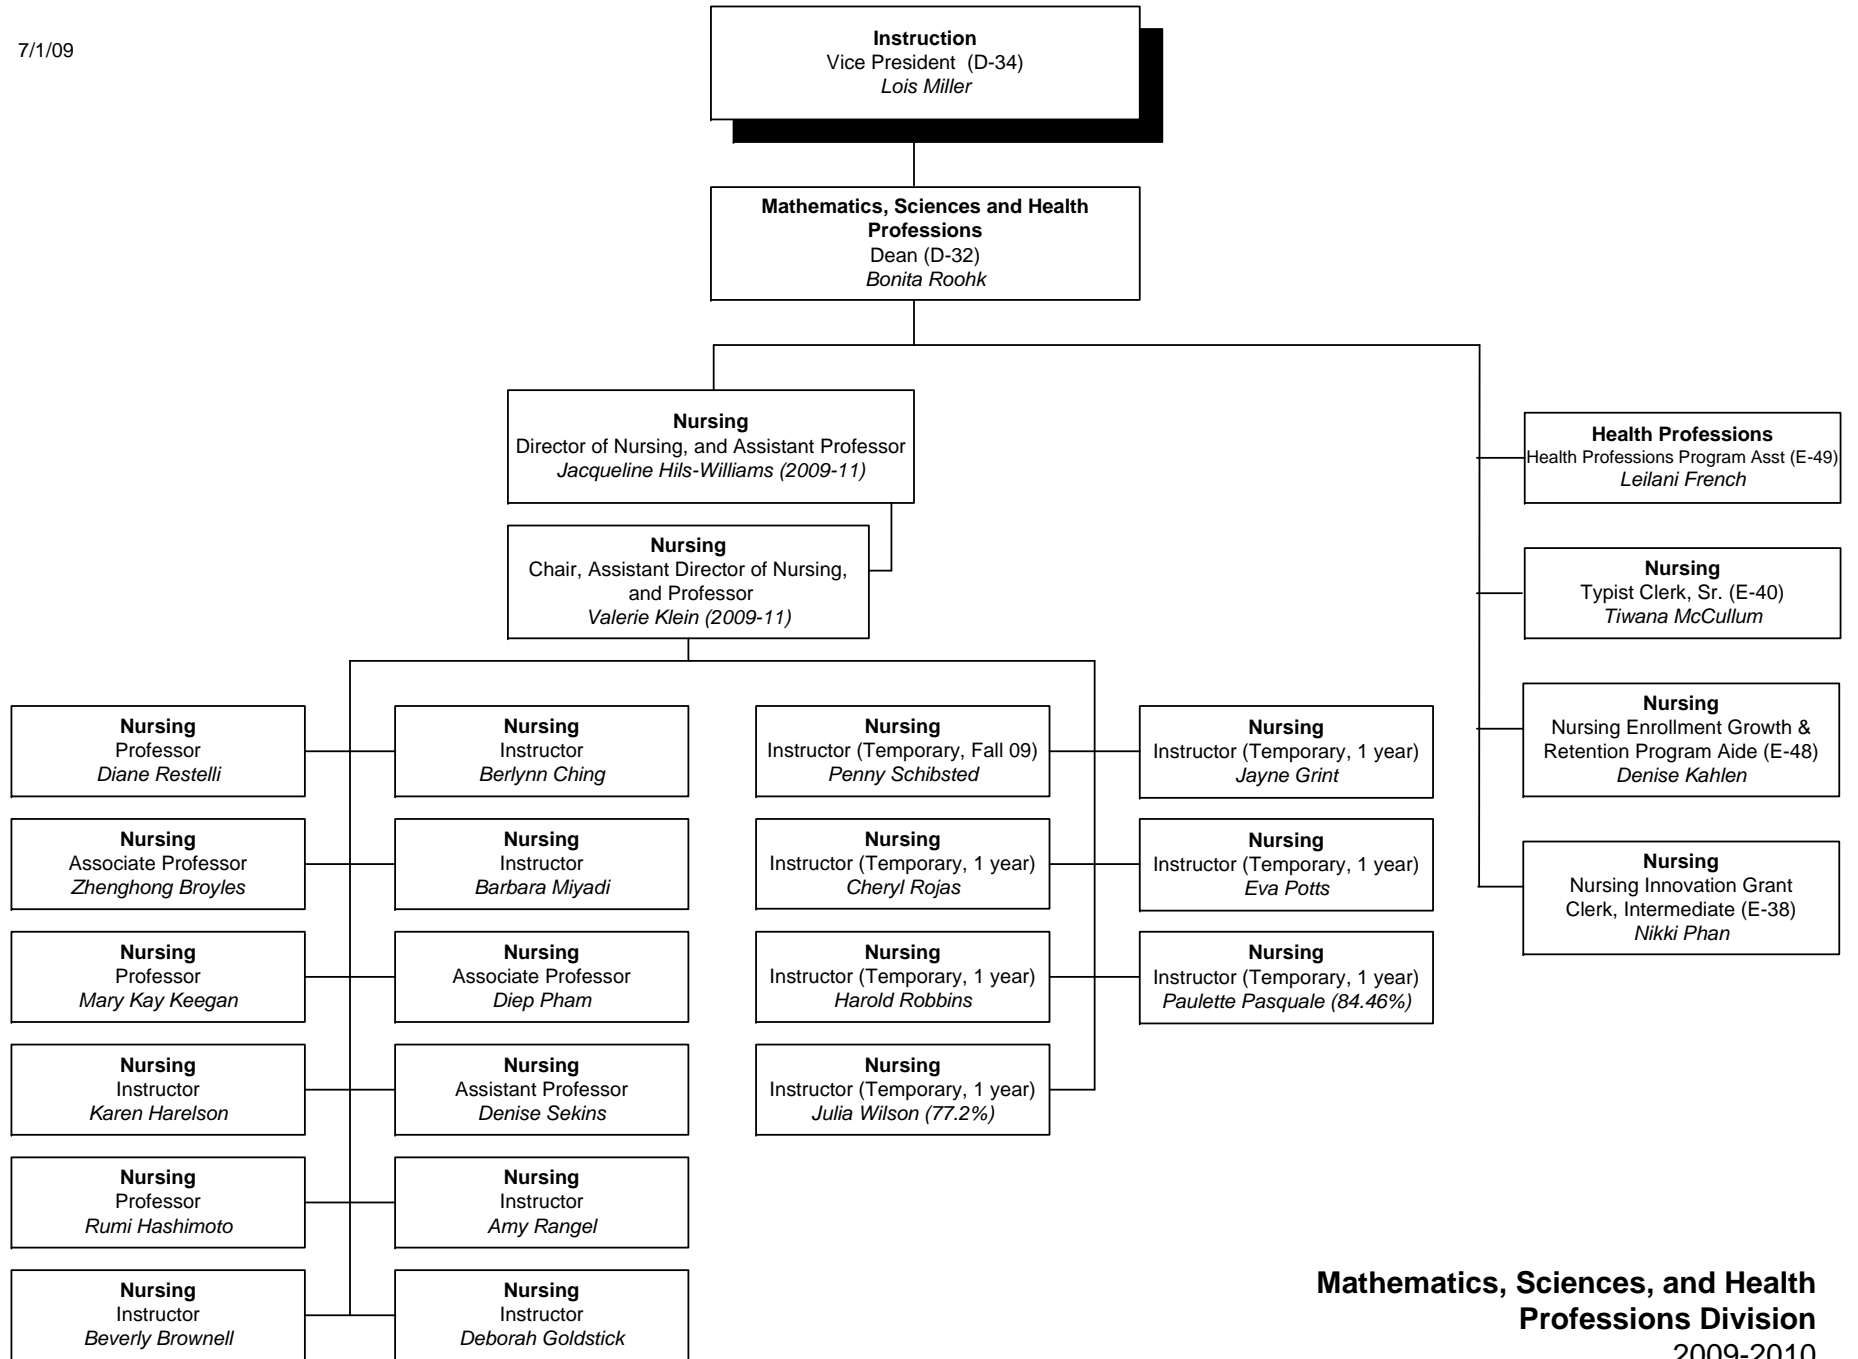 7/1/09
Instruction
Vice President (D-34)
Lois Miller
Mathematics, Sciences and Health
Professions
Dean (D-32)
Bonita Roohk
Nursing
Director of Nursing, and Assistant Professor
Jacqueline Hils-Williams (2009-11)
Nursing
Chair, Assistant Director of Nursing,
and Professor
Valerie Klein (2009-11)
Health Professions
Health Professions Program Asst (E-49)
Leilani French
Nursing
Typist Clerk, Sr. (E-40)
Tiwana McCullum
Nursing
Nursing Enrollment Growth &
Retention Program Aide (E-48)
Denise Kahlen
Nursing
Nursing Innovation Grant
Clerk, Intermediate (E-38)
Nikki Phan
Nursing
Professor
Diane Restelli
Nursing
Instructor
Berlynn Ching
Nursing
Instructor (Temporary, Fall 09)
Penny Schibsted
Nursing
Instructor (Temporary, 1 year)
Jayne Grint
Nursing
Associate Professor
Zhenghong Broyles
Nursing
Instructor
Barbara Miyadi
Nursing
Instructor (Temporary, 1 year)
Cheryl Rojas
Nursing
Instructor (Temporary, 1 year)
Eva Potts
Nursing
Professor
Mary Kay Keegan
Nursing
Associate Professor
Diep Pham
Nursing
Instructor (Temporary, 1 year)
Harold Robbins
Nursing
Instructor (Temporary, 1 year)
Paulette Pasquale (84.46%)
Nursing
Instructor
Karen Harelson
Nursing
Assistant Professor
Denise Sekins
Nursing
Instructor (Temporary, 1 year)
Julia Wilson (77.2%)
Nursing
Professor
Rumi Hashimoto
Nursing
Instructor
Amy Rangel
Nursing
Instructor
Beverly Brownell
Nursing
Instructor
Deborah Goldstick
Mathematics, Sciences, and Health
Professions Division
2009-2010